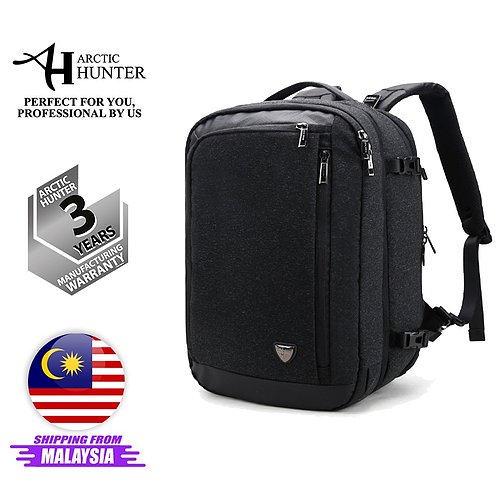 ARCTIC
HUNTER
PERFECT FOR YOU,
PROFESSIONAL BY US
ARCTIC
HUNTER
3
YEARS
MANUFACTURING
WARRANTY
SHIPPING FROM
MALAYSIA